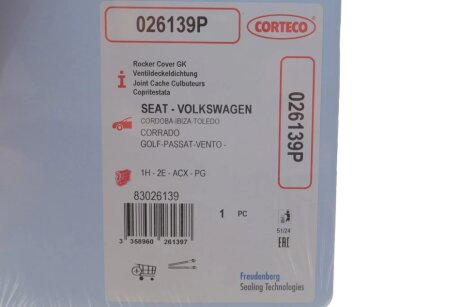 026139P
CORTECO
Rocker Cover GK
Ventildeckeldichtung
Joint Cache Culbuteurs
Copritestata
SEAT - VOLKSWAGEN
CORDOBA-IBIZA-TOLEDO
CORRADO
GOLF-PASSAT-VENTO -
026139P
1H - 2E - ACX - PG
83026139
1 PC
51/24
EAC
3 358960 261397
Freudenberg
Sealing Technologies